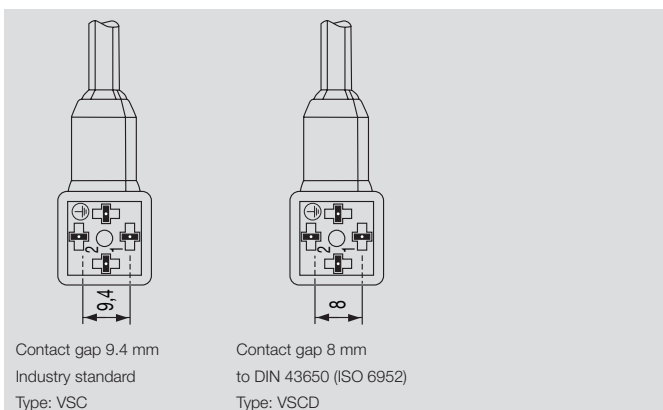 2 1
2 1
9,4
8
Contact gap 9.4 mm
Industry standard
Type: VSC
Contact gap 8 mm
to DIN 43650 (ISO 6952)
Type: VSCD